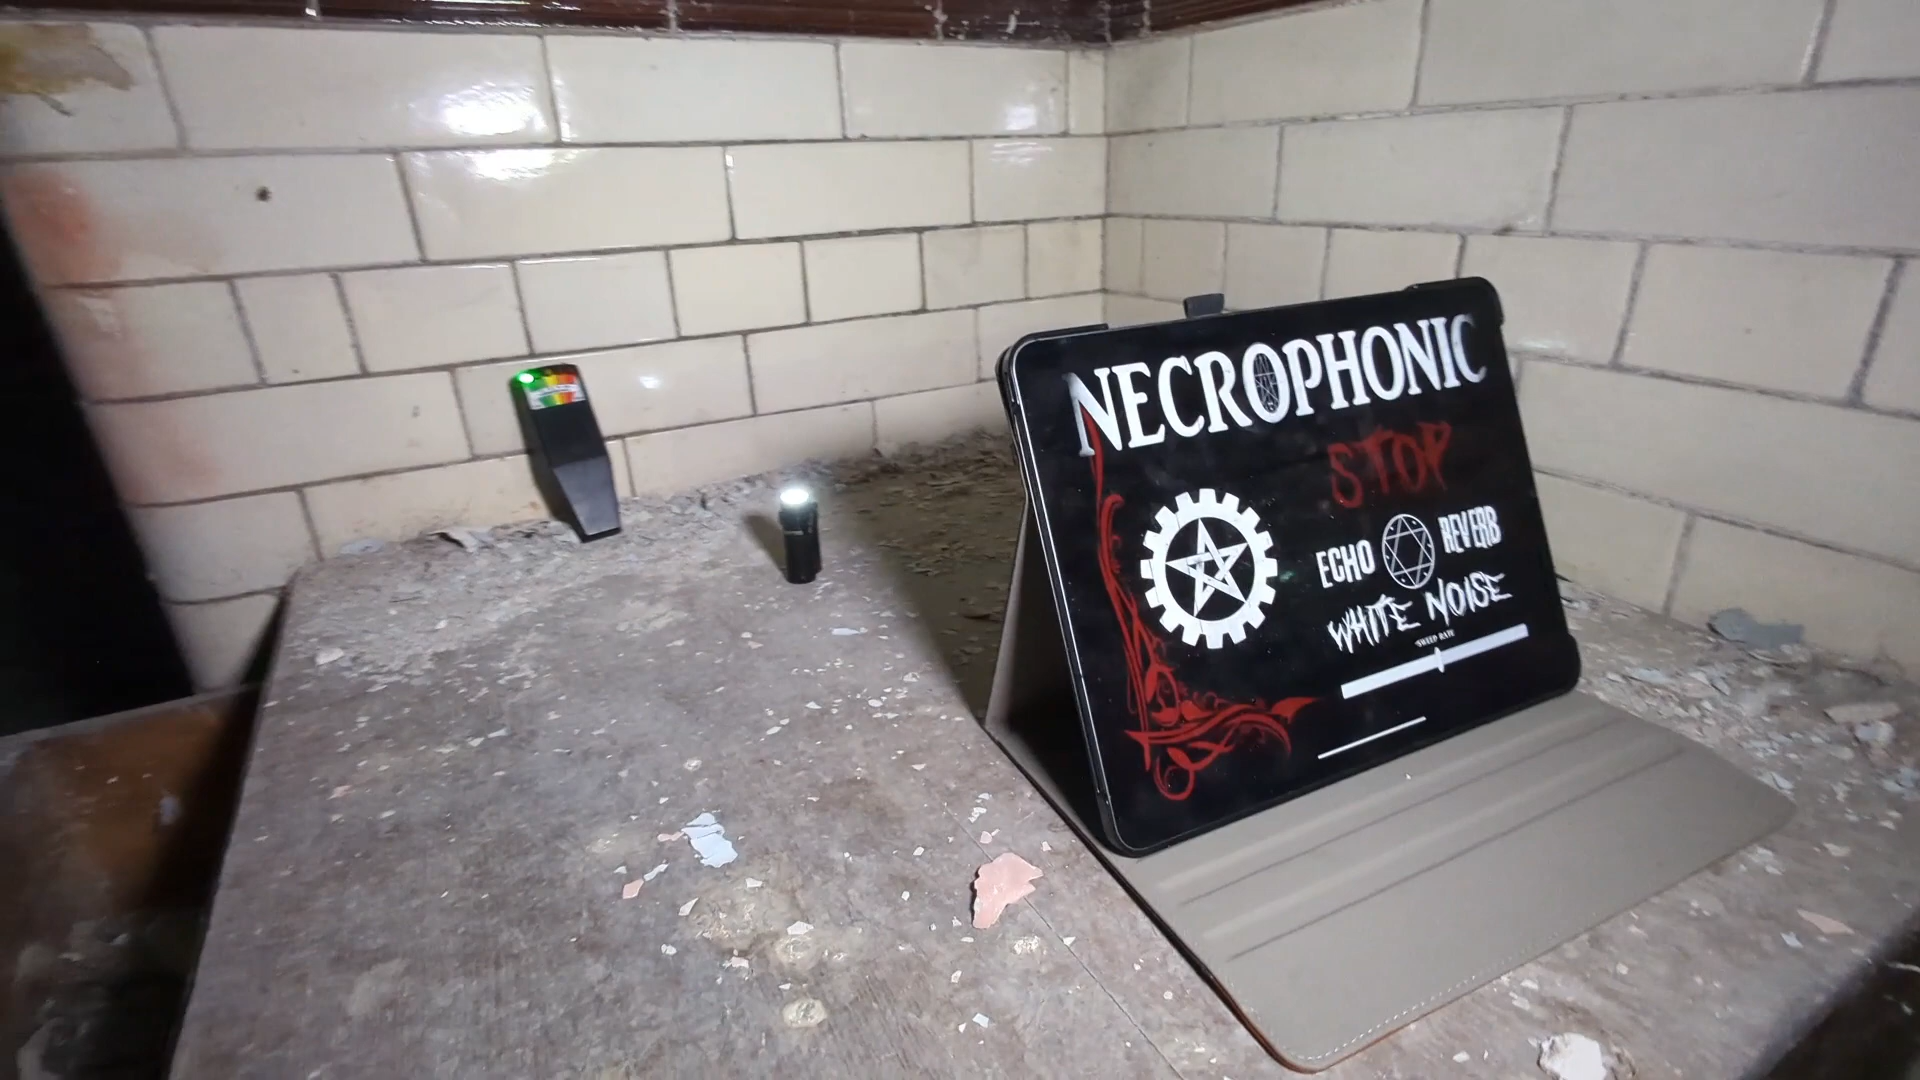 NECROPHONIC
STOP
ECHO REVERB
WHITE NOISE
SWEEP RATE